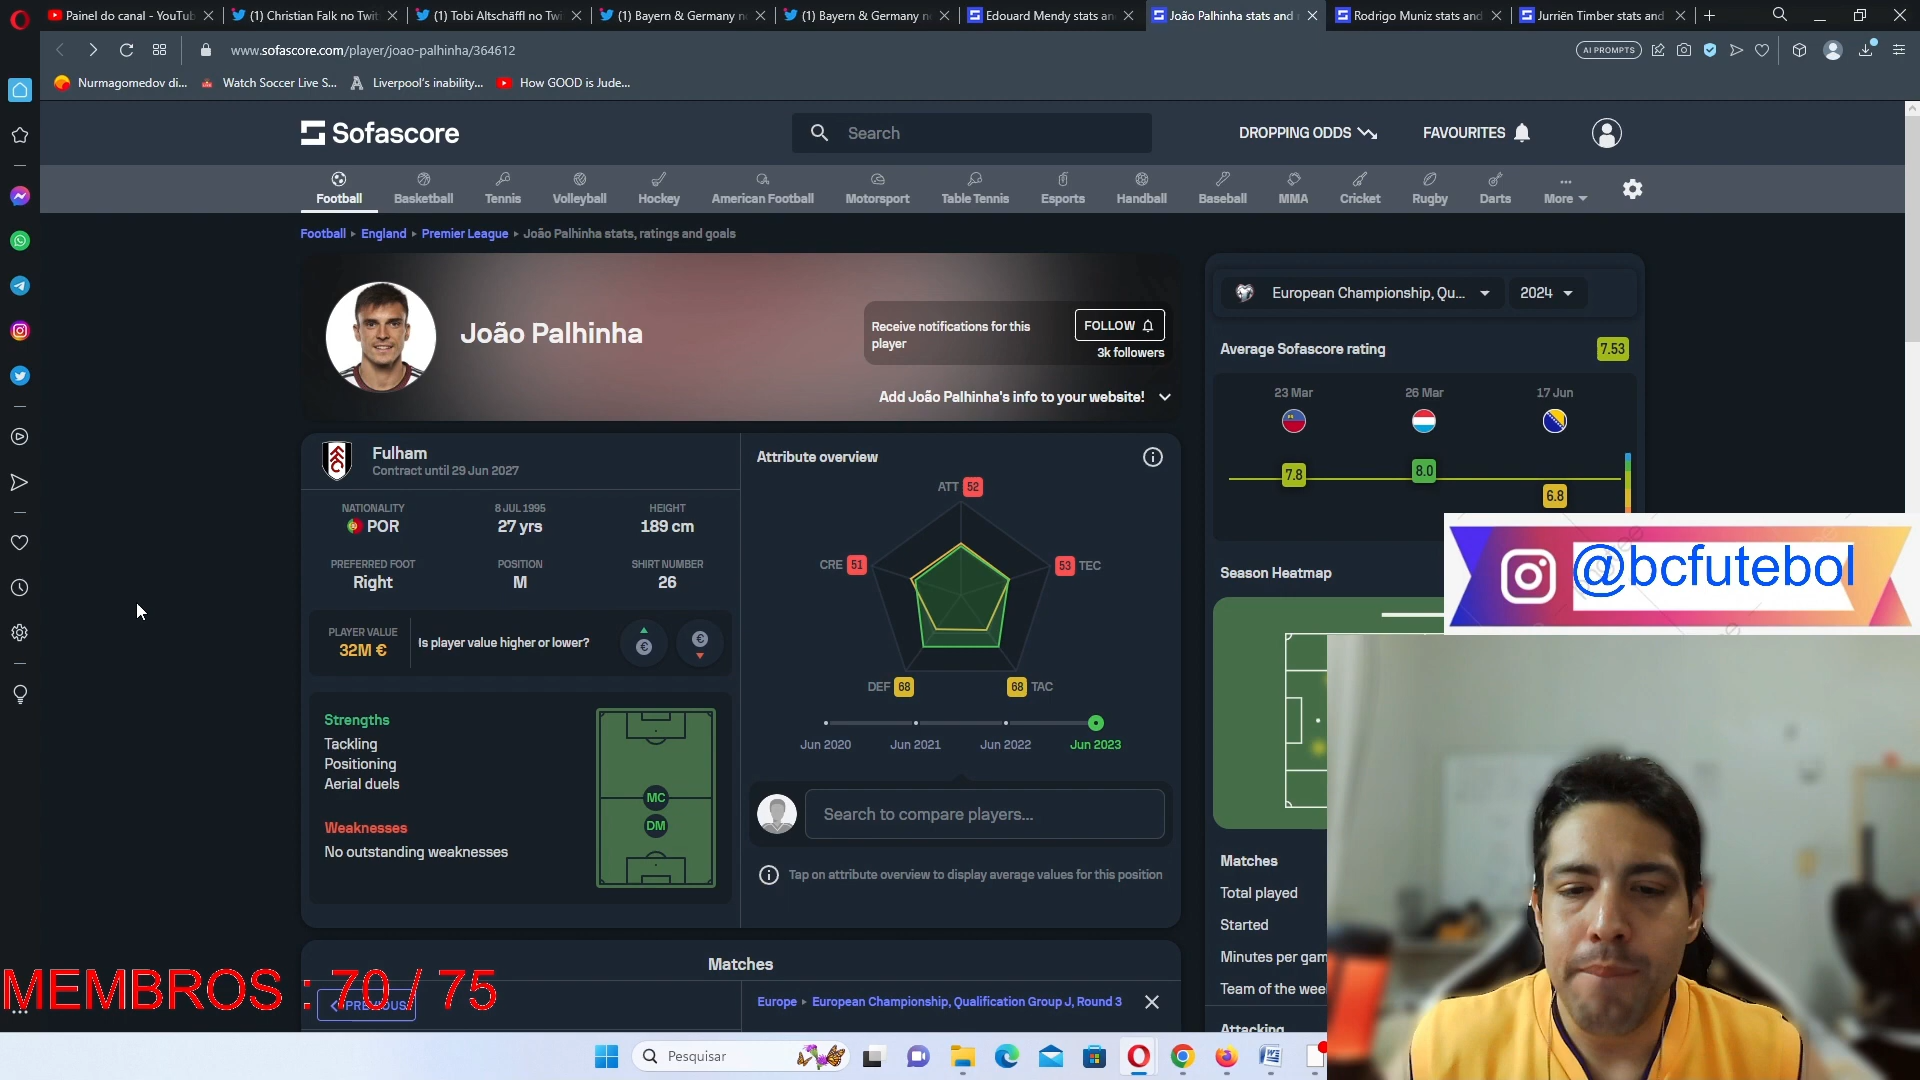 Painel do canal - YouTu
(1) Christian Falk no Twit
(1) Tobi Altschäffl no Twi
(1) Bayern & Germany n
(1) Bayern & Germany n
Edouard Mendy stats an
João Palhinha stats and
Rodrigo Muniz stats and
Jurriën Timber stats and
www.sofascore.com/player/joao-palhinha/364612
AI PROMPTS
Nurmagomedov di...
Watch Soccer Live S...
Liverpool's inability...
How GOOD is Jude...
Sofascore
Search
DROPPING ODDS
FAVOURITES
Football
Basketball
Tennis
Volleyball
Hockey
American Football
Motorsport
Table Tennis
Esports
Handball
Baseball
MMA
Cricket
Rugby
Darts
More
Football ▸ England ▸ Premier League ▸ João Palhinha stats, ratings and goals
João Palhinha
Receive notifications for this
player
FOLLOW
3k followers
Add João Palhinha's info to your website!
Fulham
Contract until 29 Jun 2027
NATIONALITY
POR
8 JUL 1995
27 yrs
HEIGHT
189 cm
PREFERRED FOOT
Right
POSITION
M
SHIRT NUMBER
26
PLAYER VALUE
32M €
Is player value higher or lower?
Strengths
Tackling
Positioning
Aerial duels
Weaknesses
No outstanding weaknesses
MC
DM
Attribute overview
ATT 52
CRE 51
53 TEC
DEF 68
68 TAC
Jun 2020
Jun 2021
Jun 2022
Jun 2023
Search to compare players...
Tap on attribute overview to display average values for this position
European Championship, Qu...
2024
Average Sofascore rating
7.53
23 Mar
26 Mar
17 Jun
7.8
8.0
6.8
Season Heatmap
@bcfutebol
Matches
Total played
Started
Minutes per gam
Team of the wee
Attacking
Matches
PREVIOUS
Europe ▸ European Championship, Qualification Group J, Round 3
MEMBROS : 70 / 75
Pesquisar